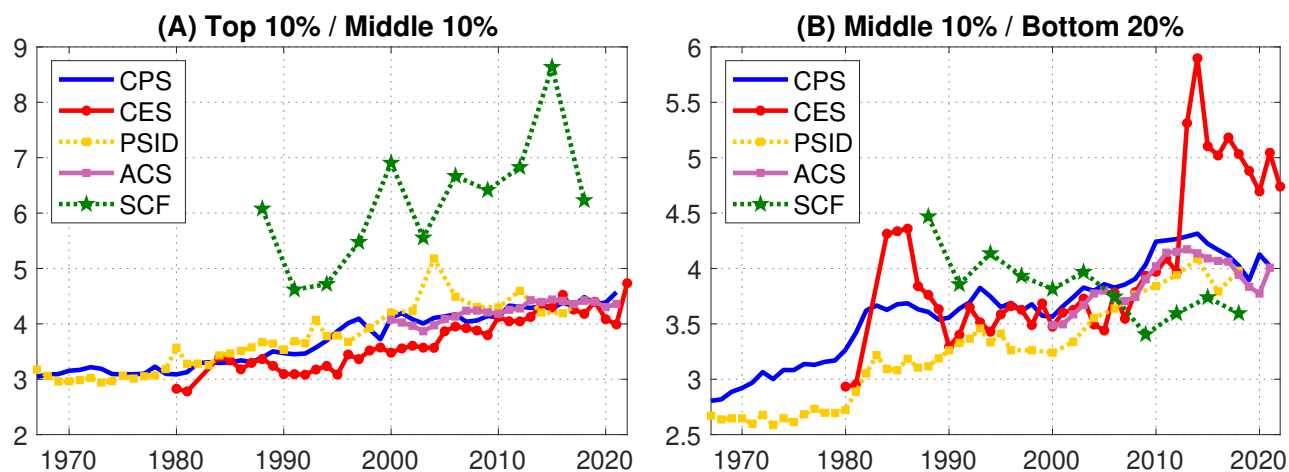 (A) Top 10% / Middle 10%
9
8
7
6
5
4
3
2
1970
1980
1990
2000
2010
2020
CPS
CES
PSID
ACS
SCF
(B) Middle 10% / Bottom 20%
6
5.5
5
4.5
4
3.5
3
2.5
1970
1980
1990
2000
2010
2020
CPS
CES
PSID
ACS
SCF